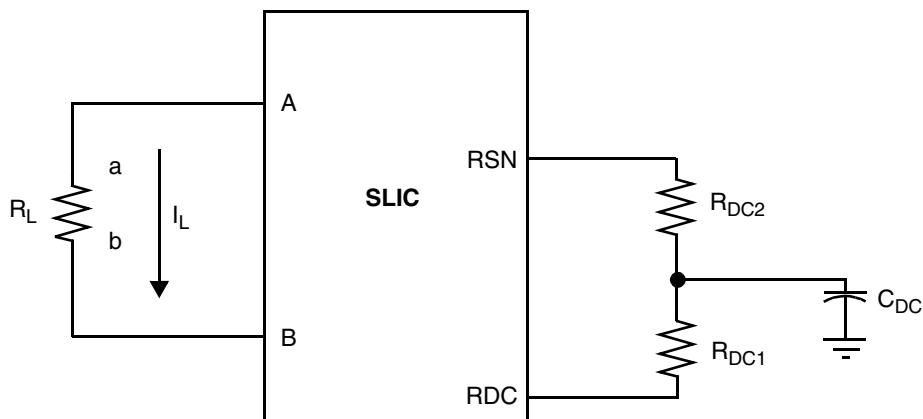 A
a
R_L
b
I_L
B
SLIC
RSN
R_DC2
C_DC
R_DC1
RDC